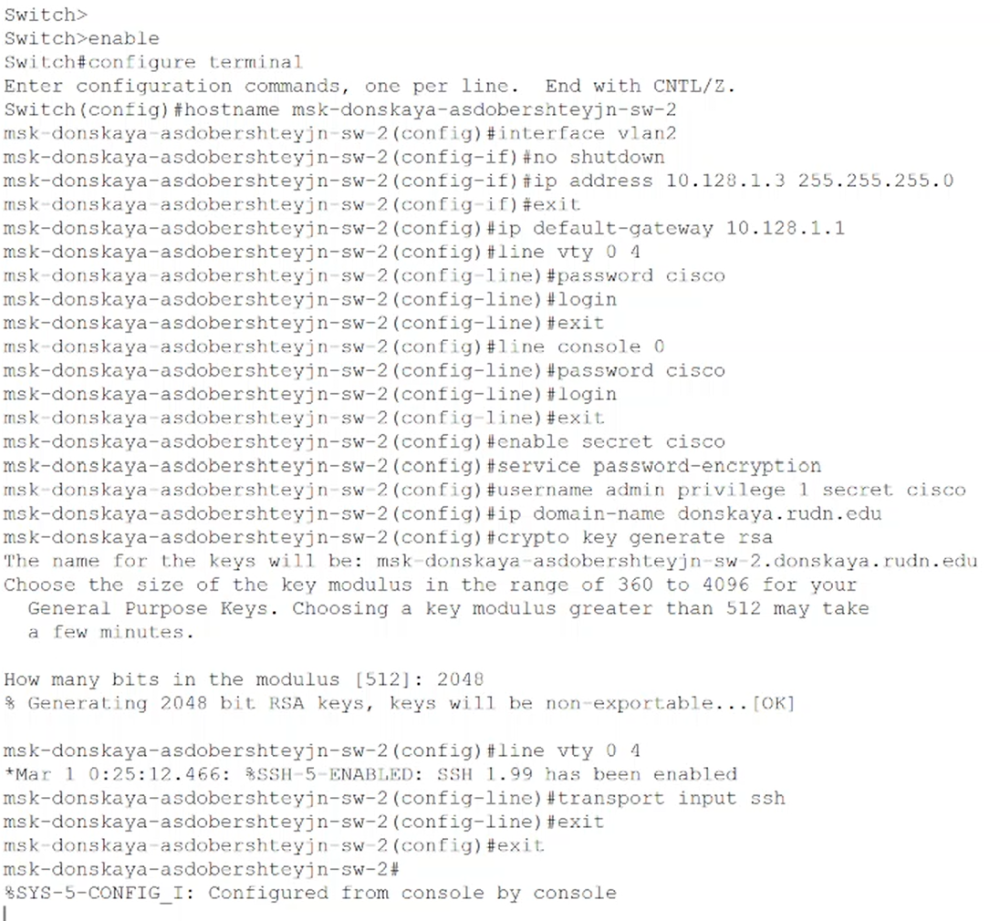 Switch>
Switch>enable
Switch#configure terminal
Enter configuration commands, one per line.  End with CNTL/Z.
Switch(config)#hostname msk-donskaya-asdobershteyjn-sw-2
msk-donskaya-asdobershteyjn-sw-2(config)#interface vlan2
msk-donskaya-asdobershteyjn-sw-2(config-if)#no shutdown
msk-donskaya-asdobershteyjn-sw-2(config-if)#ip address 10.128.1.3 255.255.255.0
msk-donskaya-asdobershteyjn-sw-2(config-if)#exit
msk-donskaya-asdobershteyjn-sw-2(config)#ip default-gateway 10.128.1.1
msk-donskaya-asdobershteyjn-sw-2(config)#line vty 0 4
msk-donskaya-asdobershteyjn-sw-2(config-line)#password cisco
msk-donskaya-asdobershteyjn-sw-2(config-line)#login
msk-donskaya-asdobershteyjn-sw-2(config-line)#exit
msk-donskaya-asdobershteyjn-sw-2(config)#line console 0
msk-donskaya-asdobershteyjn-sw-2(config-line)#password cisco
msk-donskaya-asdobershteyjn-sw-2(config-line)#login
msk-donskaya-asdobershteyjn-sw-2(config-line)#exit
msk-donskaya-asdobershteyjn-sw-2(config)#enable secret cisco
msk-donskaya-asdobershteyjn-sw-2(config)#service password-encryption
msk-donskaya-asdobershteyjn-sw-2(config)#username admin privilege 1 secret cisco
msk-donskaya-asdobershteyjn-sw-2(config)#ip domain-name donskaya.rudn.edu
msk-donskaya-asdobershteyjn-sw-2(config)#crypto key generate rsa
The name for the keys will be: msk-donskaya-asdobershteyjn-sw-2.donskaya.rudn.edu
Choose the size of the key modulus in the range of 360 to 4096 for your
  General Purpose Keys. Choosing a key modulus greater than 512 may take
  a few minutes.

How many bits in the modulus [512]: 2048
% Generating 2048 bit RSA keys, keys will be non-exportable...[OK]

msk-donskaya-asdobershteyjn-sw-2(config)#line vty 0 4
*Mar 1 0:25:12.466: %SSH-5-ENABLED: SSH 1.99 has been enabled
msk-donskaya-asdobershteyjn-sw-2(config-line)#transport input ssh
msk-donskaya-asdobershteyjn-sw-2(config-line)#exit
msk-donskaya-asdobershteyjn-sw-2(config)#exit
msk-donskaya-asdobershteyjn-sw-2#
%SYS-5-CONFIG_I: Configured from console by console